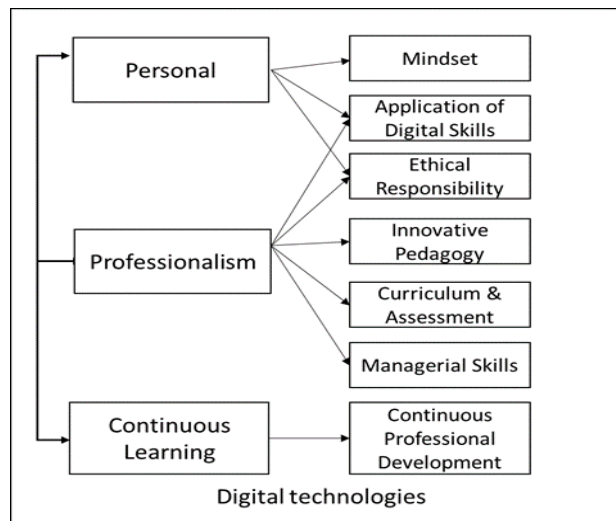 Personal
Mindset
Application of
Digital Skills
Ethical
Responsibility
Professionalism
Innovative
Pedagogy
Curriculum &
Assessment
Managerial Skills
Continuous
Learning
Continuous
Professional
Development
Digital technologies